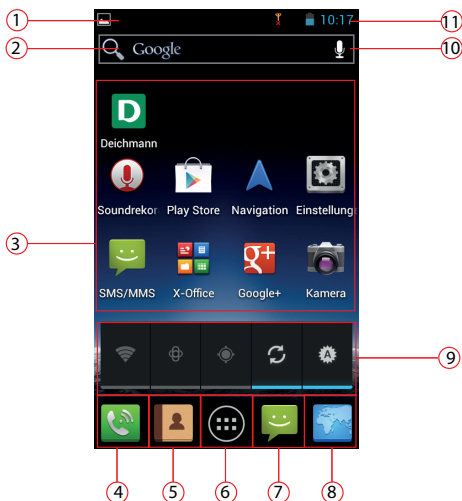 1
10:17 11
2 Google 10
D
Deichmann
Soundrekor Play Store Navigation Einstellung
3
g+
SMS/MMS X-Office Google+ Kamera
A 9
4 5 6 7 8